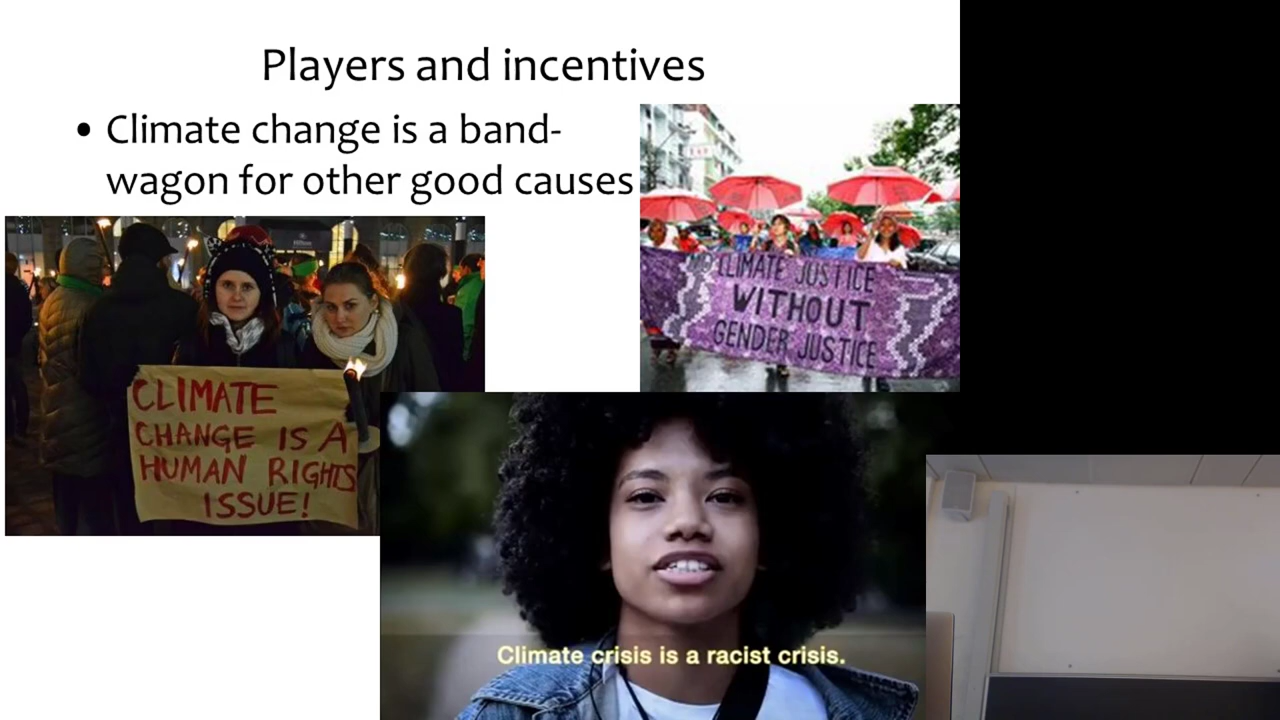 Players and incentives
• Climate change is a band-
wagon for other good causes
CLIMATE
CHANGE IS A
HUMAN RIGHTS
ISSUE!
CLIMATE JUSTICE
WITHOUT
GENDER JUSTICE
Climate crisis is a racist crisis.